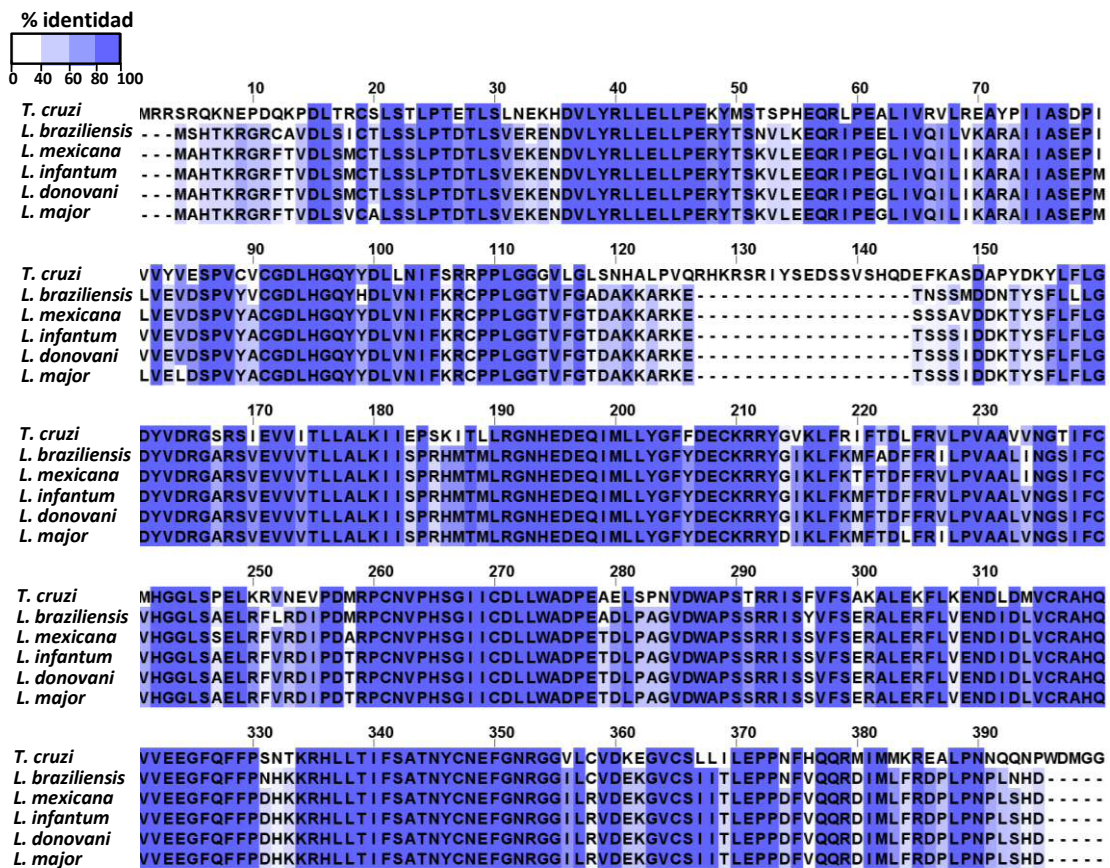 % identidad
0 40 60 80 100
10 20 30 40 50 60 70
T. cruzi MRRSRQKNEPDQKPDLTRCSLSTLPTETLSLNEKHDVLYRLLELLPEKYMSTSPHEQRLPEALIVRVLREAYPIIASDPI
L. braziliensis ---MSHTKRGRCAVDLSICTLSSLPTDTLSVERENDVLYRLLELLPERYTSNVLKEQRIPEELIVQILVKARAIIASEPI
L. mexicana ---MAHTKRGRFTVDLSMCTLSSLPTDTLSVEKENDVLYRLLELLPERYTSKVLEEQRIPEGLIVQILIKARAIIASEPI
L. infantum ---MAHTKRGRFTVDLSMCTLSSLPTDTLSVEKENDVLYRLLELLPERYTSKVLEEQRIPEGLIVQILIKARAIIASEPM
L. donovani ---MAHTKRGRFTVDLSMCTLSSLPTDTLSVEKENDVLYRLLELLPERYTSKVLEEQRIPEGLIVQILIKARAIIASEPM
L. major ---MAHTKRGRFTVDLSVCALSSLPTDTLSVEKENDVLYRLLELLPERYTSKVLEEQRIPEGLIVQILIKARAIIASEPM
90 100 110 120 130 140 150
T. cruzi VVYVESPVCVCGDLHGQYYDLLNIFSRRPPLGGGVLGLSNHALPVQRHKRSRIYSEDSSVSHQDEFKASDAPYDKYLFLG
L. braziliensis LVEVDSPVYVCGDLHGQYHDLVNIFKRCPPLGGTVFGADAKKARKE------------------TNSSMDDNTYSFLLLG
L. mexicana LVEVDSPVYACGDLHGQYYDLVNIFKRCPPLGGTVFGTDAKKARKE------------------SSSAVDDKTYSFLFLG
L. infantum VVEVDSPVYACGDLHGQYYDLVNIFKRCPPLGGTVFGTDAKKARKE------------------TSSSIDDKTYSFLFLG
L. donovani VVEVDSPVYACGDLHGQYYDLVNIFKRCPPLGGTVFGTDAKKARKE------------------TSSSIDDKTYSFLFLG
L. major LVELDSPVYACGDLHGQYYDLVNIFKRCPPLGGTVFGTDAKKARKE------------------TSSSIDDKTYSFLFLG
170 180 190 200 210 220 230
T. cruzi DYVDRGSRSIEVVITLLALKIIEPSKITLLRGNHEDEQIMLLYGFFDECKRRYGVKLFRIFTDLFRVLPVAAVVNGTIFC
L. braziliensis DYVDRGARSVEVVVTLLALKIISPRHMTMLRGNHEDEQIMLLYGFYDECKRRYGIKLFKMFADFFRILPVAALINGSIFC
L. mexicana DYVDRGARSVEVVVTLLALKIISPRHMTMLRGNHEDEQIMLLYGFYDECKRRYGIKLFKTFTDFFRVLPVAALINGSIFC
L. infantum DYVDRGARSVEVVVTLLALKIISPRHMTMLRGNHEDEQIMLLYGFYDECKRRYGIKLFKMFTDFFRVLPVAALVNGSIFC
L. donovani DYVDRGARSVEVVVTLLALKIISPRHMTMLRGNHEDEQIMLLYGFYDECKRRYGIKLFKMFTDFFRVLPVAALVNGSIFC
L. major DYVDRGARSVEVVVTLLALKIISPRHMTMLRGNHEDEQIMLLYGFYDECKRRYDIKLFKMFTDLFRILPVAALVNGSIFC
250 260 270 280 290 300 310
T. cruzi MHGGLSPELKRVNEVPDMRPCNVPHSGIICDLLWADPEAELSPNVDWAPSTRRISFVFSAKALEKFLKENDLDMVCRAHQ
L. braziliensis VHGGLSAELRFLRDIPDMRPCNVPHSGIICDLLWADPEADLPAGVDWAPSSRRISYVFSERALERFLVENDIDLVCRAHQ
L. mexicana VHGGLSSELRFVRDIPDARPCNVPHSGIICDLLWADPETDLPAGVDWAPSSRRISSVFSERALERFLVENDIDLVCRAHQ
L. infantum VHGGLSAELRFVRDIPDTRPCNVPHSGIICDLLWADPETDLPAGVDWAPSSRRISSVFSERALERFLVENDIDLVCRAHQ
L. donovani VHGGLSAELRFVRDIPDTRPCNVPHSGIICDLLWADPETDLPAGVDWAPSSRRISSVFSERALERFLVENDIDLVCRAHQ
L. major VHGGLSAELRFVRDIPDTRPCNVPHSGIICDLLWADPETDLPAGVDWAPSSRRISSVFSERALERFLVENDIDLVCRAHQ
330 340 350 360 370 380 390
T. cruzi VVEEGFQFFPSNTKRHLLTIFSATNYCNEFGNRGGVLCVDKEGVCSLLILEPPNFHQQRMIMMKREALPNNQQNPWDMGG
L. braziliensis VVEEGFQFFPNHKKRHLLTIFSATNYCNEFGNRGGILCVDEKGVCSIITLEPPNFVQQRDIMLFRDPLPNPLNHD-----
L. mexicana VVEEGFQFFPDHKKRHLLTIFSATNYCNEFGNRGGILRVDEKGVCSIITLEPPDFVQQRDIMLFRDPLPNPLSHD-----
L. infantum VVEEGFQFFPDHKKRHLLTIFSATNYCNEFGNRGGILRVDEKGVCSIITLEPPDFVQQRDIMLFRDPLPNPLSHD-----
L. donovani VVEEGFQFFPDHKKRHLLTIFSATNYCNEFGNRGGILRVDEKGVCSIITLEPPDFVQQRDIMLFRDPLPNPLSHD-----
L. major VVEEGFQFFPDHKKRHLLTIFSATNYCNEFGNRGGILRVDEKGVCSIITLEPPDFVQQRDIMLFRDPLPNPLSHD-----